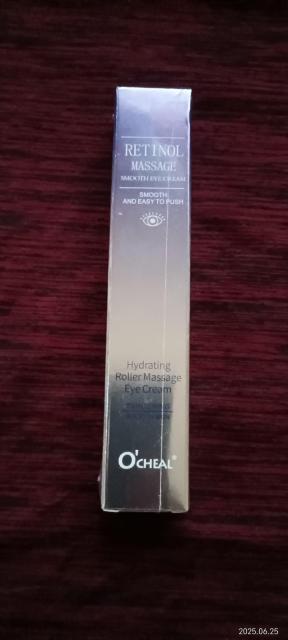 RETINOL
MASSAGE
SMOOTH EYE CREAM
SMOOTH
AND EASY TO PUSH
Hydrating
Roller Massage
Eye Cream
O'CHEAL®
2025.06.25